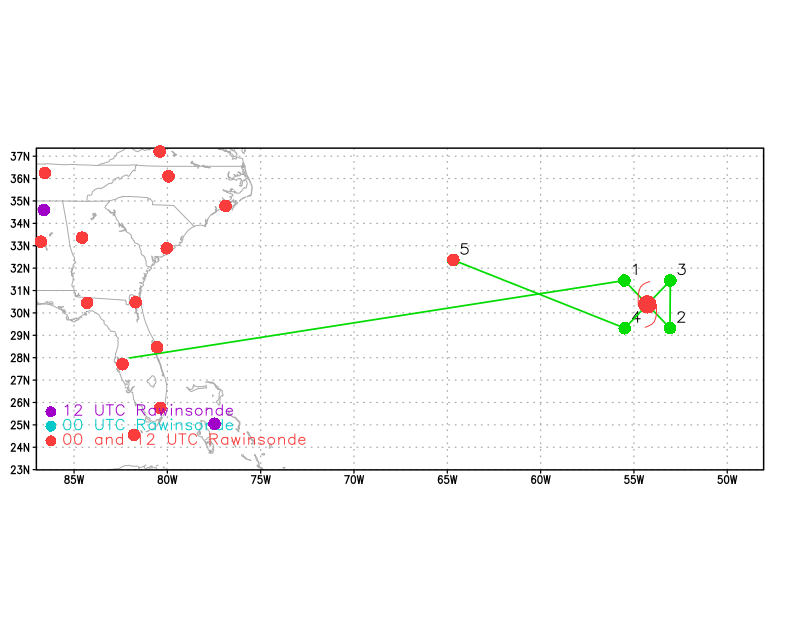 37N
36N
35N
34N
33N
5
32N
1
3
31N
30N
4
2
29N
28N
27N
26N
12 UTC Rawinsonde
25N
00 UTC Rawinsonde
24N
00 and 12 UTC Rawinsonde
23N
85W 80W 75W 70W 65W 60W 55W 50W